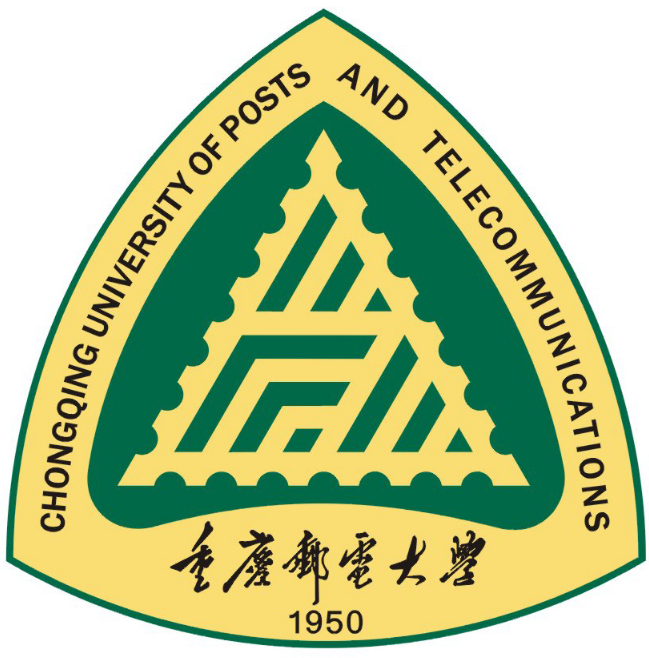 CHONGQING UNIVERSITY OF POSTS AND TELECOMMUNICATIONS
重慶郵電大學
1950